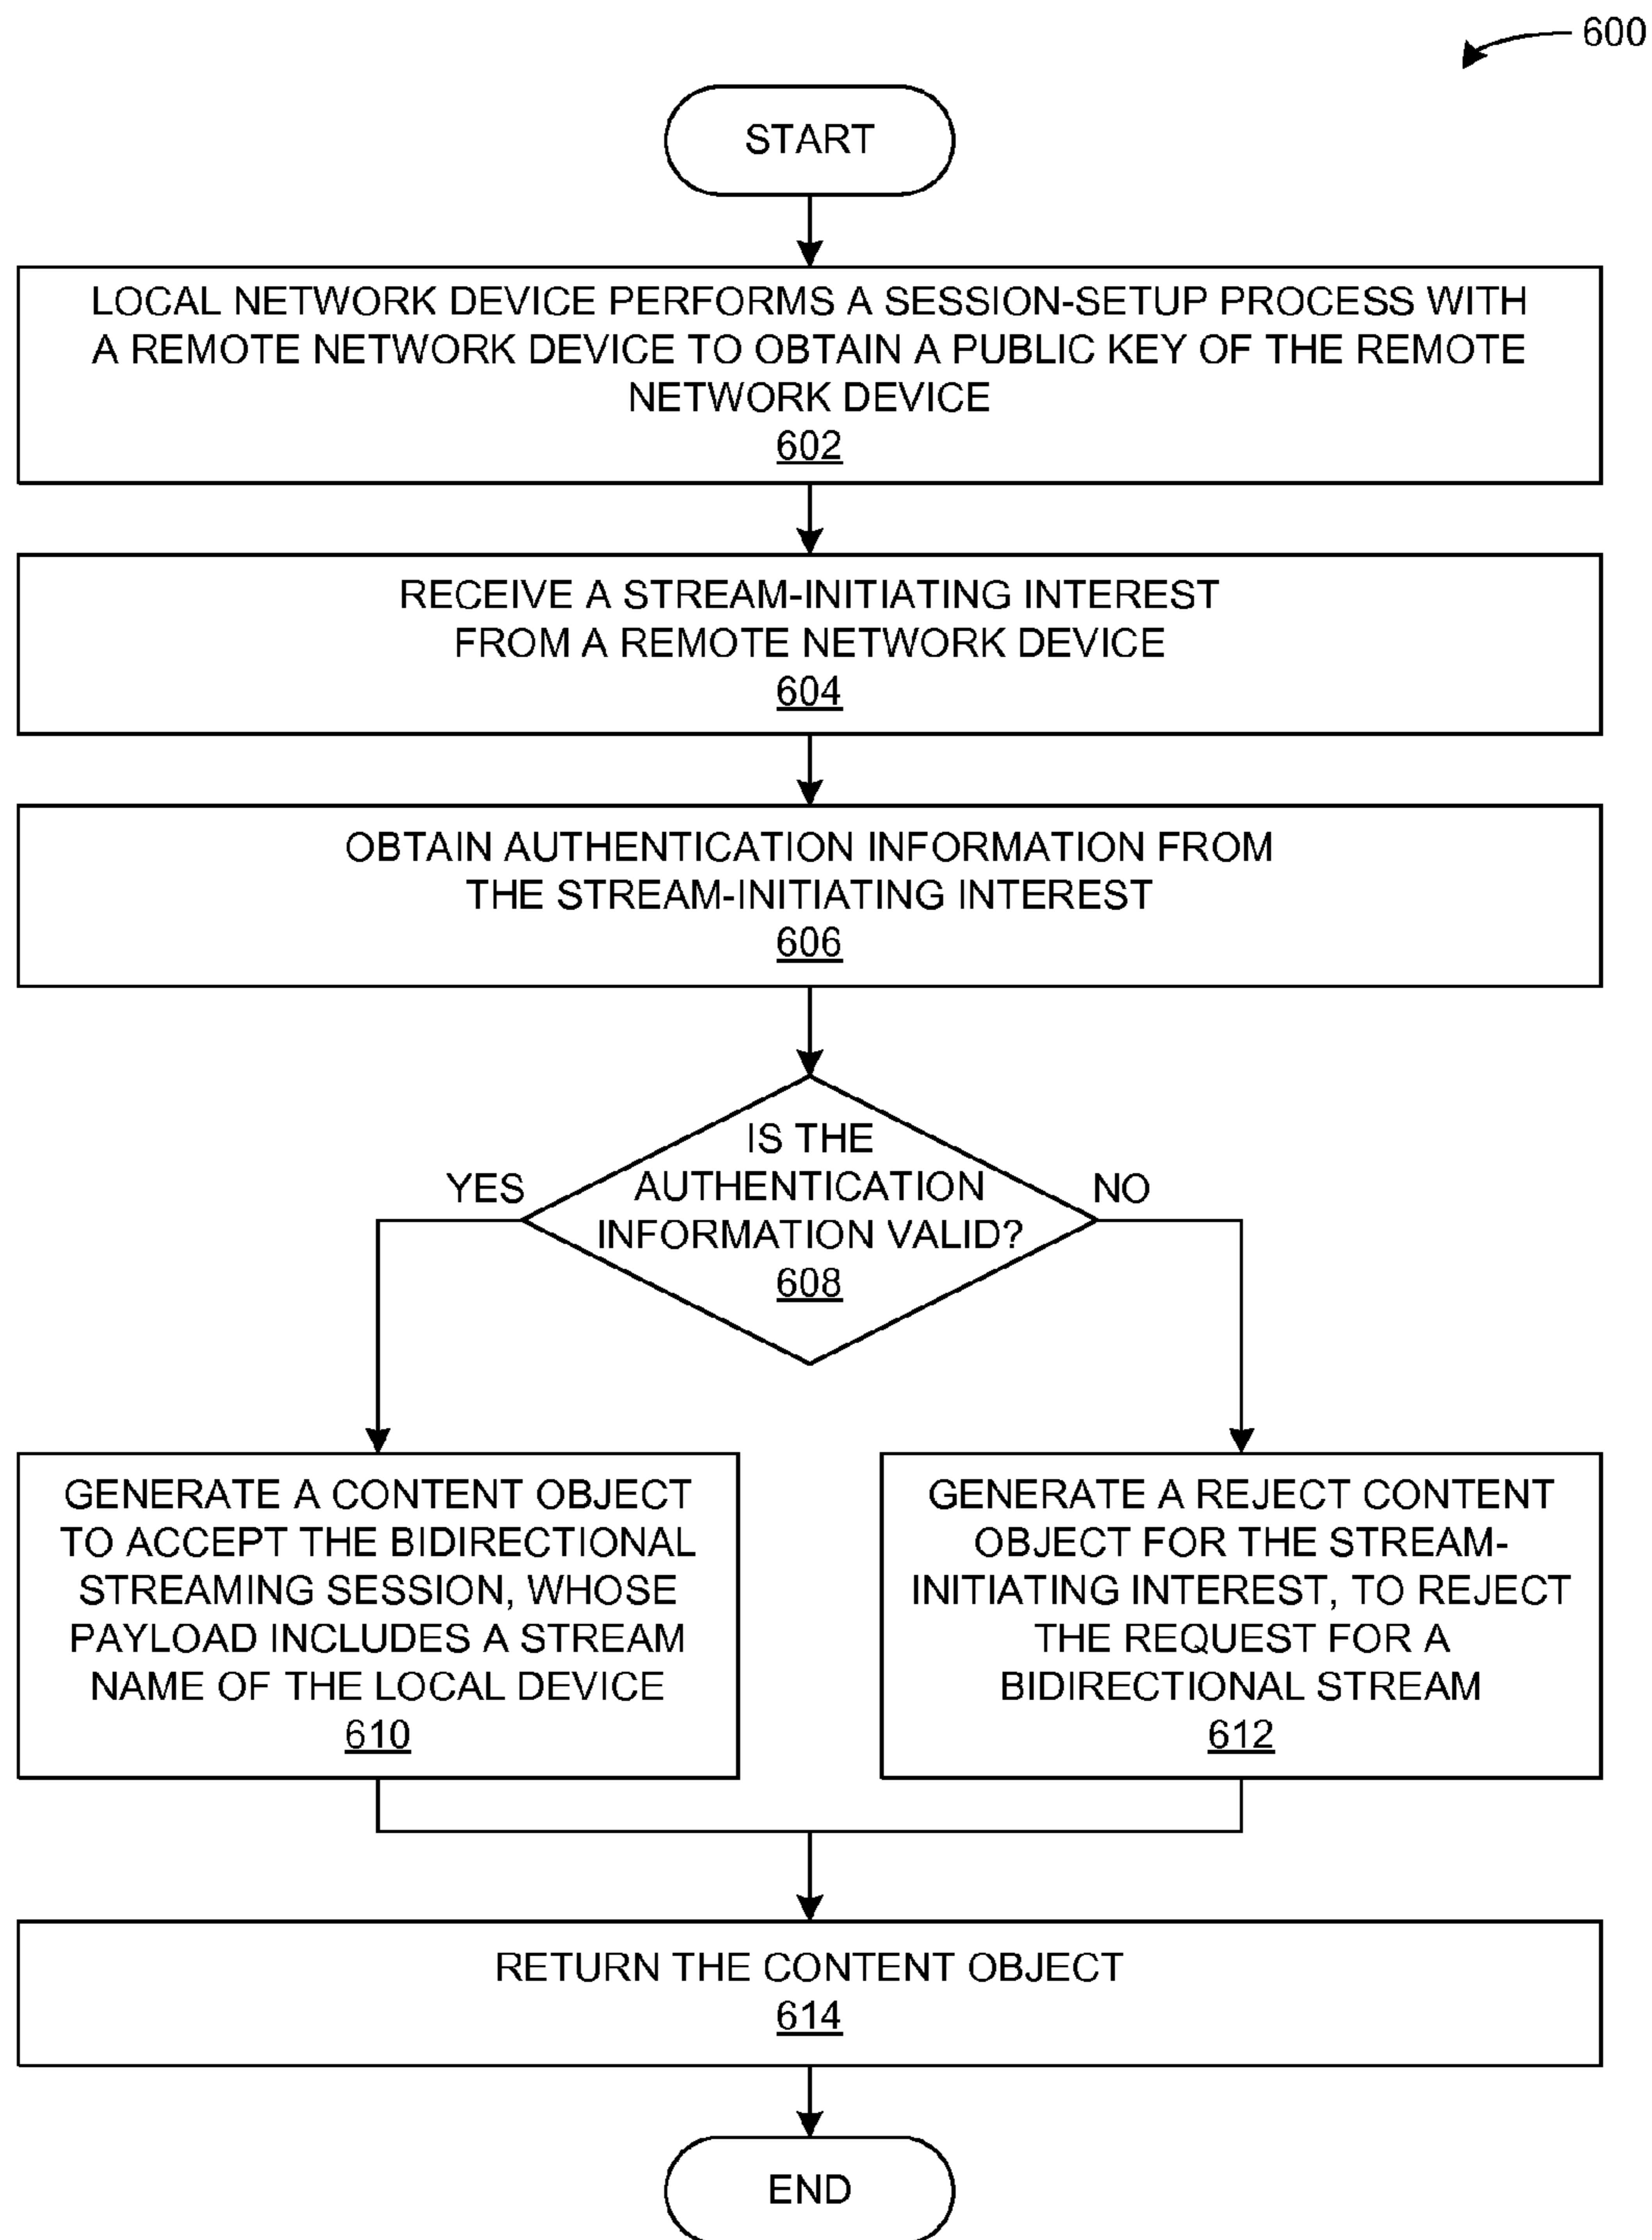 600
START
LOCAL NETWORK DEVICE PERFORMS A SESSION-SETUP PROCESS WITH
A REMOTE NETWORK DEVICE TO OBTAIN A PUBLIC KEY OF THE REMOTE
NETWORK DEVICE
602
RECEIVE A STREAM-INITIATING INTEREST
FROM A REMOTE NETWORK DEVICE
604
OBTAIN AUTHENTICATION INFORMATION FROM
THE STREAM-INITIATING INTEREST
606
IS THE
AUTHENTICATION
INFORMATION VALID?
608
YES
NO
GENERATE A CONTENT OBJECT
TO ACCEPT THE BIDIRECTIONAL
STREAMING SESSION, WHOSE
PAYLOAD INCLUDES A STREAM
NAME OF THE LOCAL DEVICE
610
GENERATE A REJECT CONTENT
OBJECT FOR THE STREAM-
INITIATING INTEREST, TO REJECT
THE REQUEST FOR A
BIDIRECTIONAL STREAM
612
RETURN THE CONTENT OBJECT
614
END